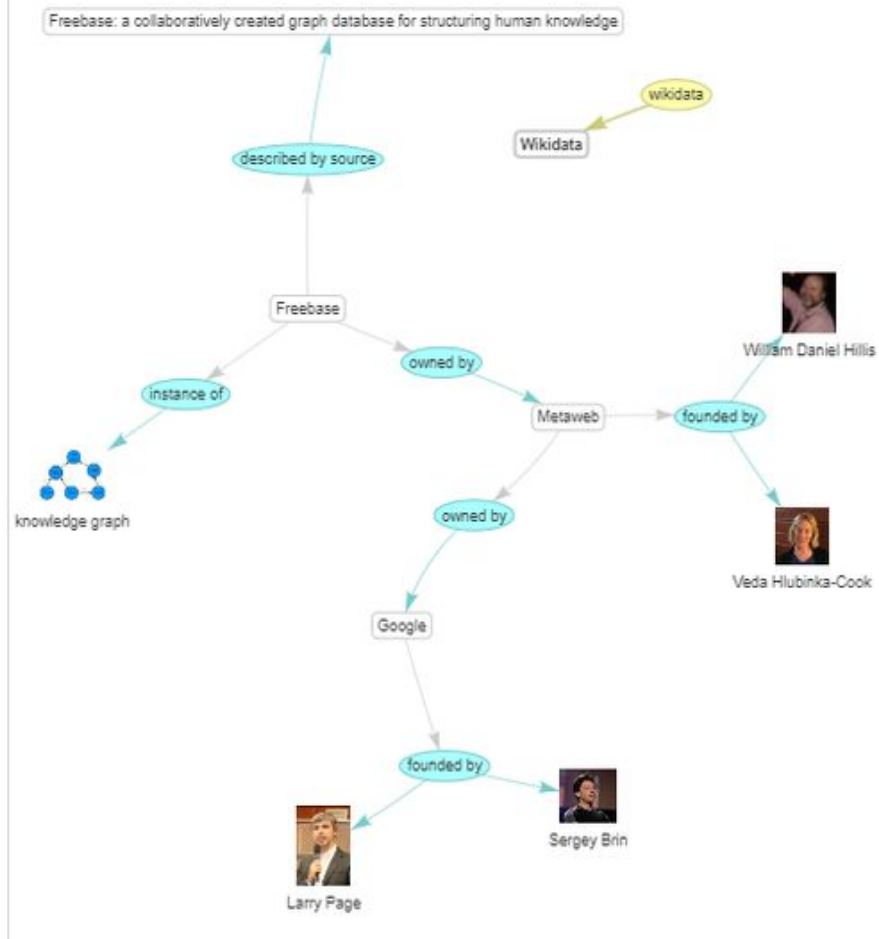 Freebase: a collaboratively created graph database for structuring human knowledge
wikidata
Wikidata
described by source
Freebase
William Daniel Hillis
owned by
instance of
Metaweb
founded by
knowledge graph
owned by
Veda Hlubinka-Cook
Google
founded by
Sergey Brin
Larry Page